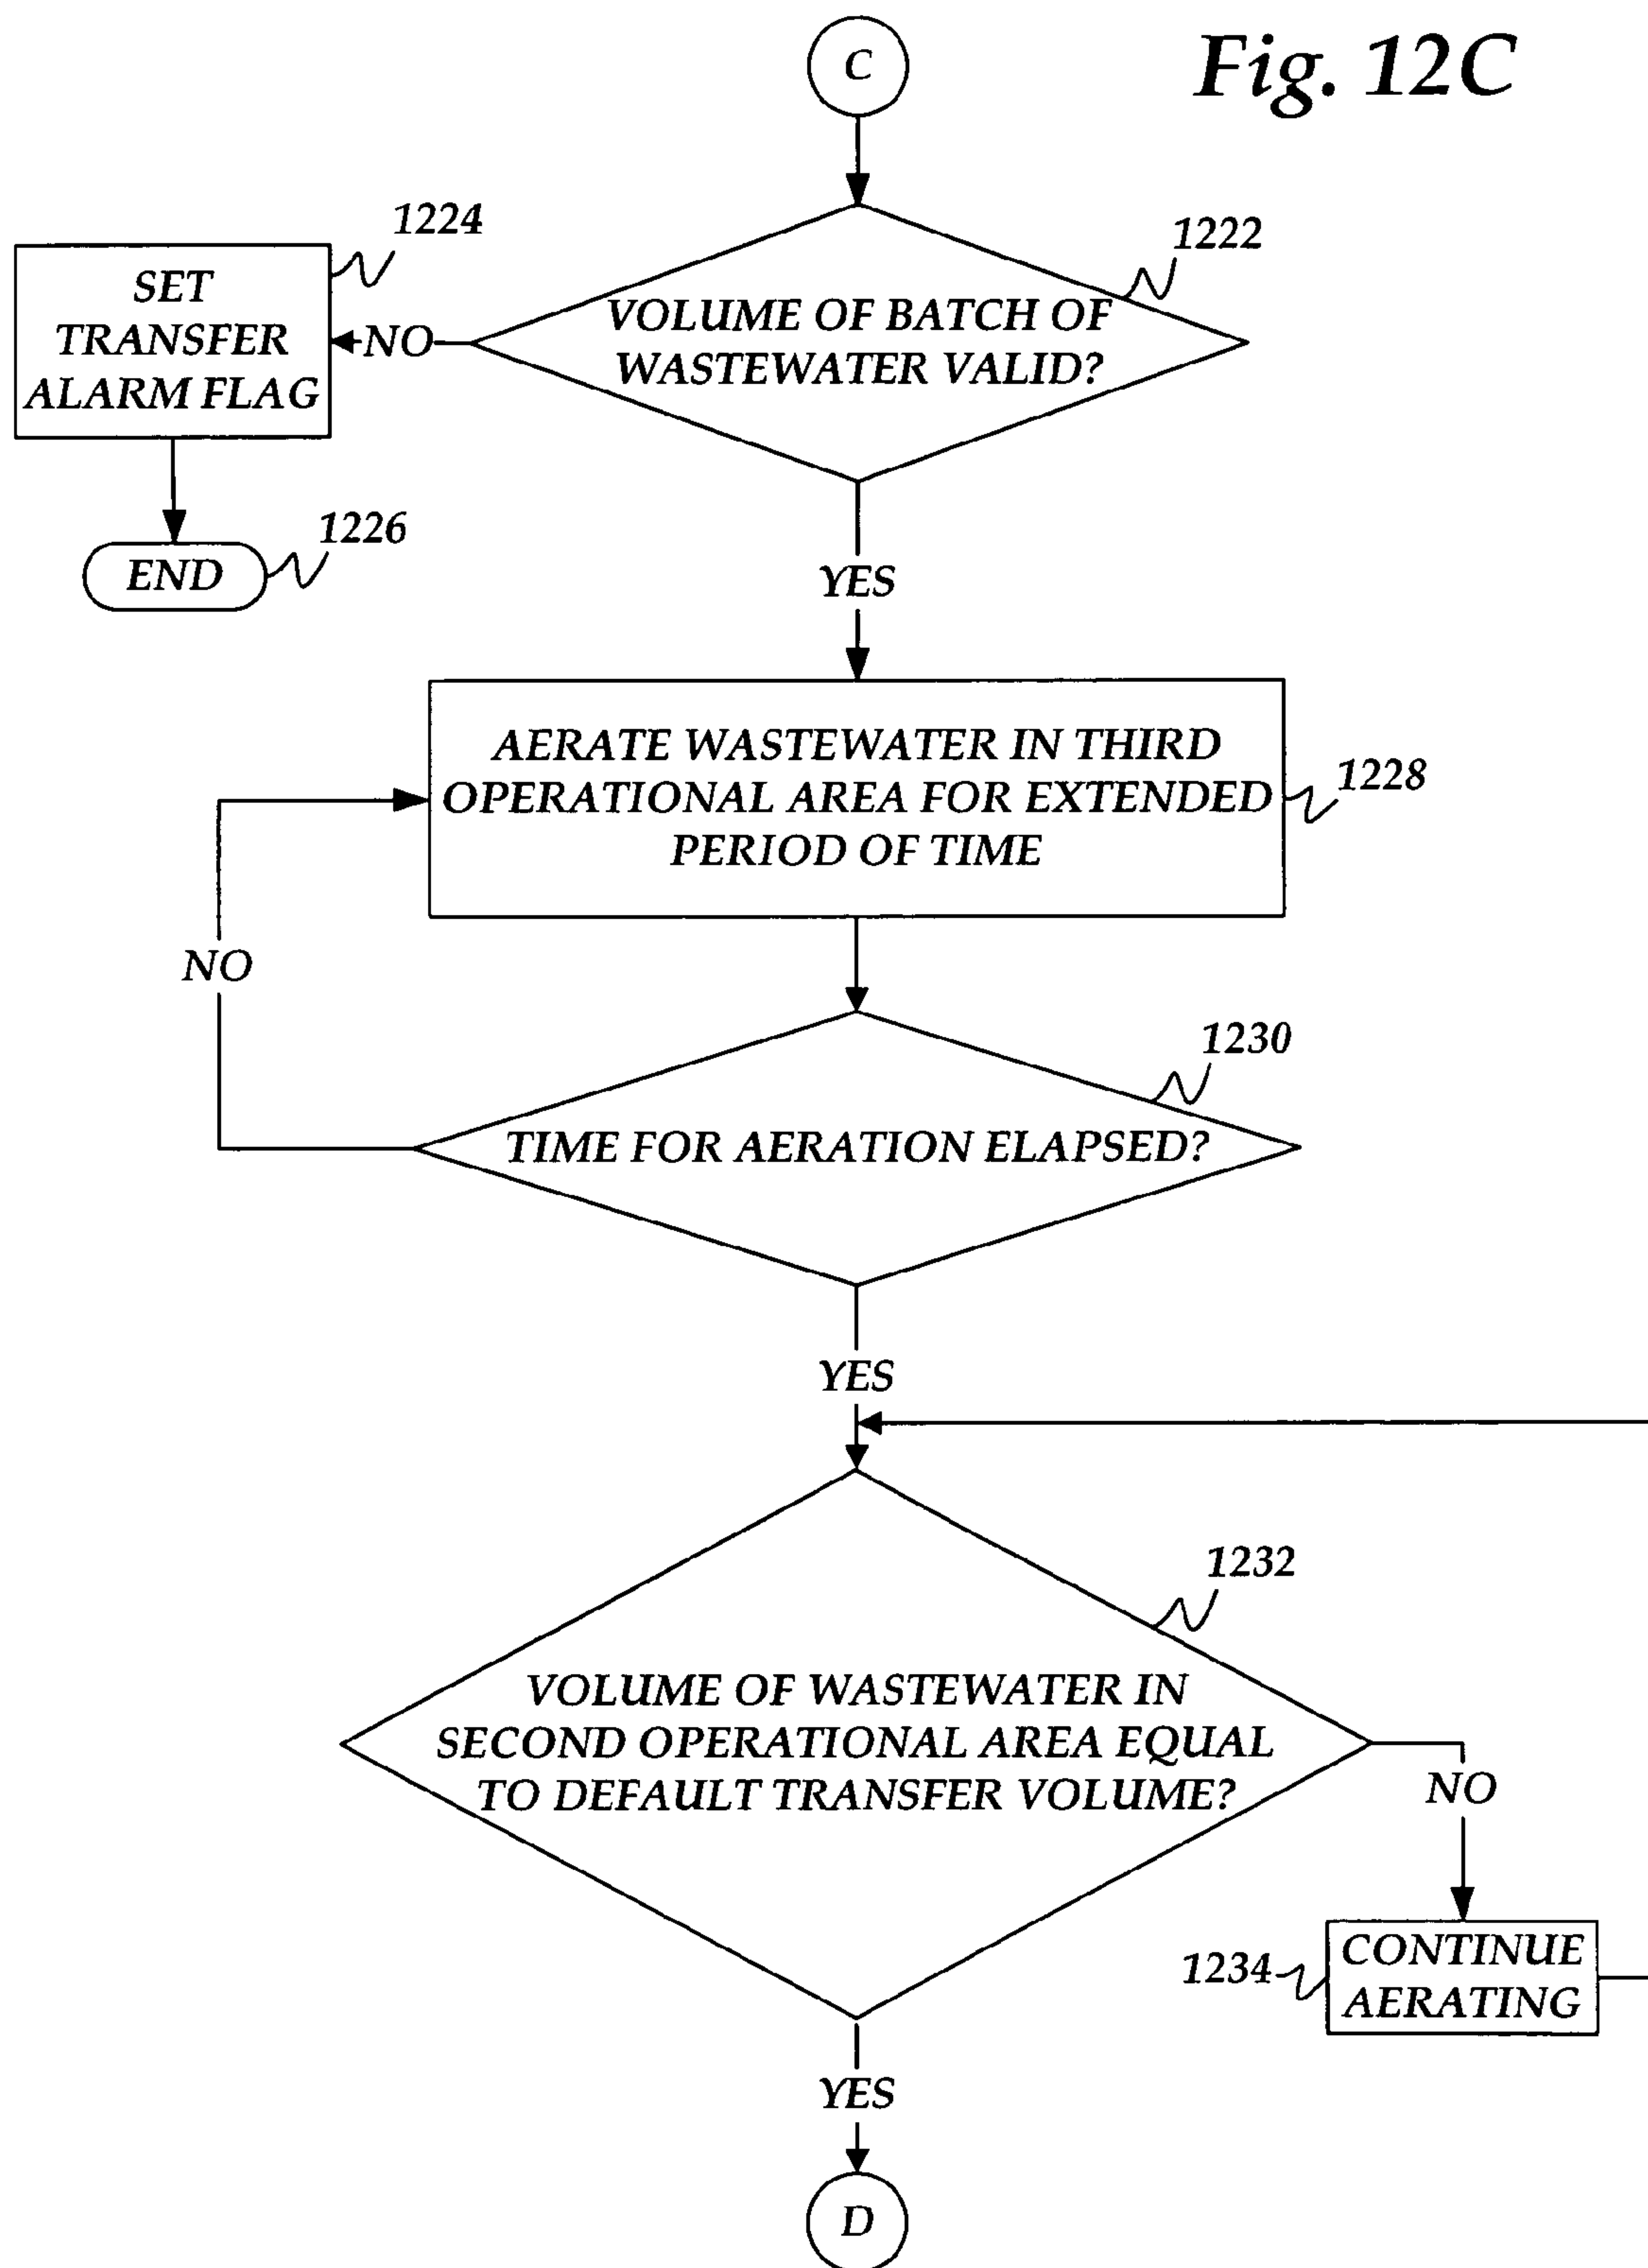 Fig. 12C
C
1224
1222
SET
TRANSFER
ALARM FLAG
NO
VOLUME OF BATCH OF
WASTEWATER VALID?
1226
END
YES
AERATE WASTEWATER IN THIRD
OPERATIONAL AREA FOR EXTENDED
PERIOD OF TIME
1228
NO
1230
TIME FOR AERATION ELAPSED?
YES
1232
VOLUME OF WASTEWATER IN
SECOND OPERATIONAL AREA EQUAL
TO DEFAULT TRANSFER VOLUME?
NO
1234
CONTINUE
AERATING
YES
D